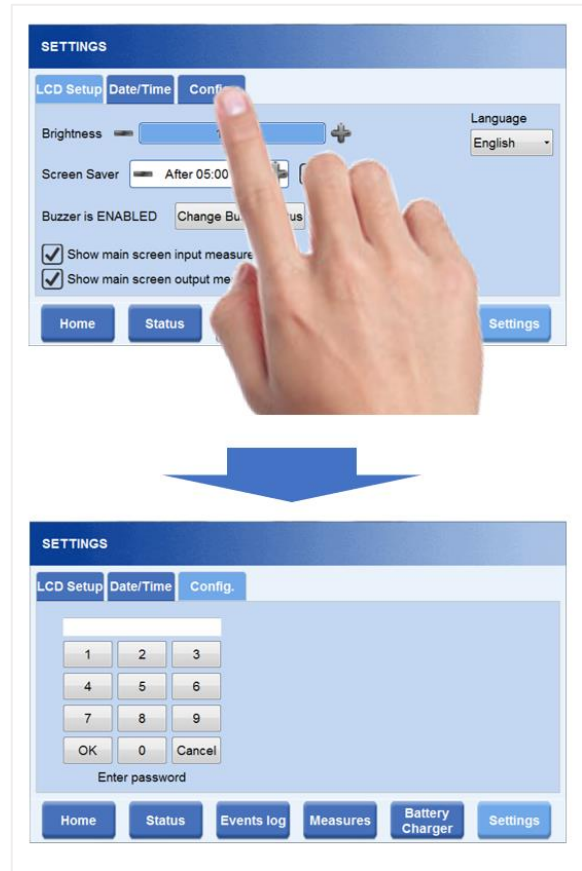 SETTINGS
LCD Setup Date/Time Config.
Language
Brightness
English
Screen Saver After 05:00
Buzzer is ENABLED Change
Show main screen input
Show main screen output
Home Status Settings
SETTINGS
LCD Setup Date/Time Config.
1 2 3
4 5 6
7 8 9
OK 0 Cancel
Enter password
Home Status Events log Measures Battery Charger Settings